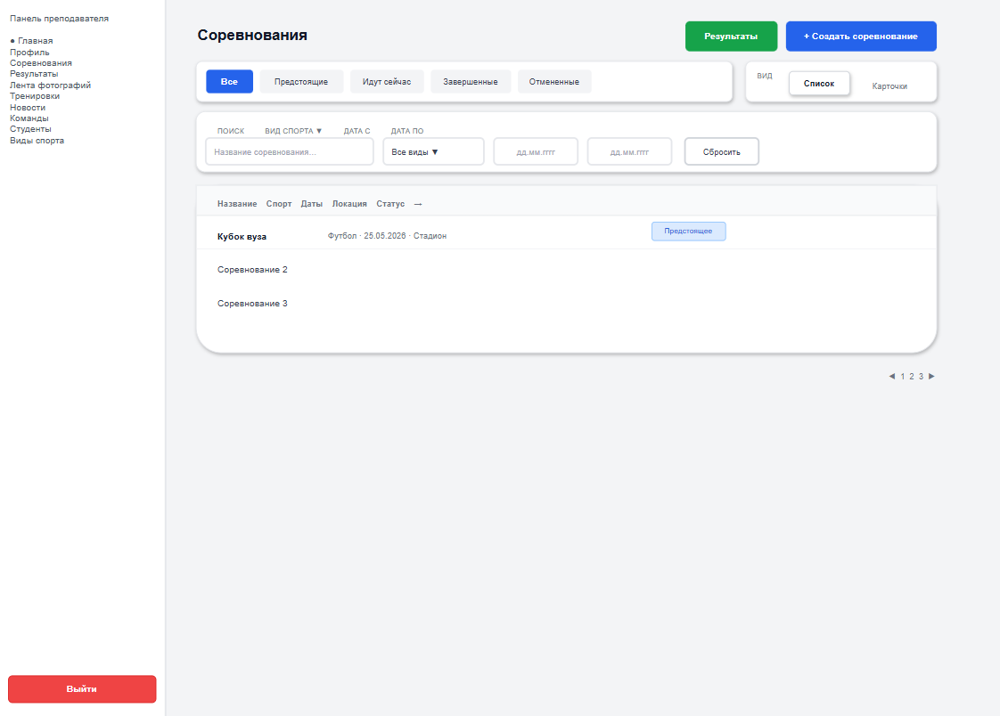 Панель преподавателя
● Главная
Профиль
Соревнования
Результаты
Лента фотографий
Тренировки
Новости
Команды
Студенты
Виды спорта
Выйти
Соревнования
Результаты
+ Создать соревнование
Все
Предстоящие
Идут сейчас
Завершенные
Отмененные
ВИД
Список
Карточки
ПОИСК
ВИД СПОРТА ▼
ДАТА С
ДАТА ПО
Название соревнования...
Все виды ▼
дд.мм.гггг
дд.мм.гггг
Сбросить
Название Спорт Даты Локация Статус →
Кубок вуза
Футбол · 25.05.2026 · Стадион
Предстоящее
Соревнование 2
Соревнование 3
◀ 1 2 3 ▶